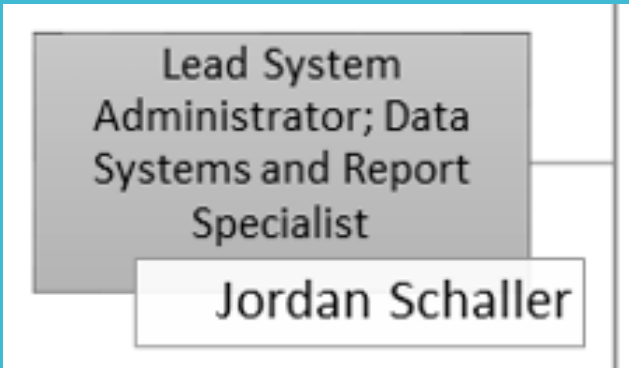 Lead System
Administrator; Data
Systems and Report
Specialist
Jordan Schaller